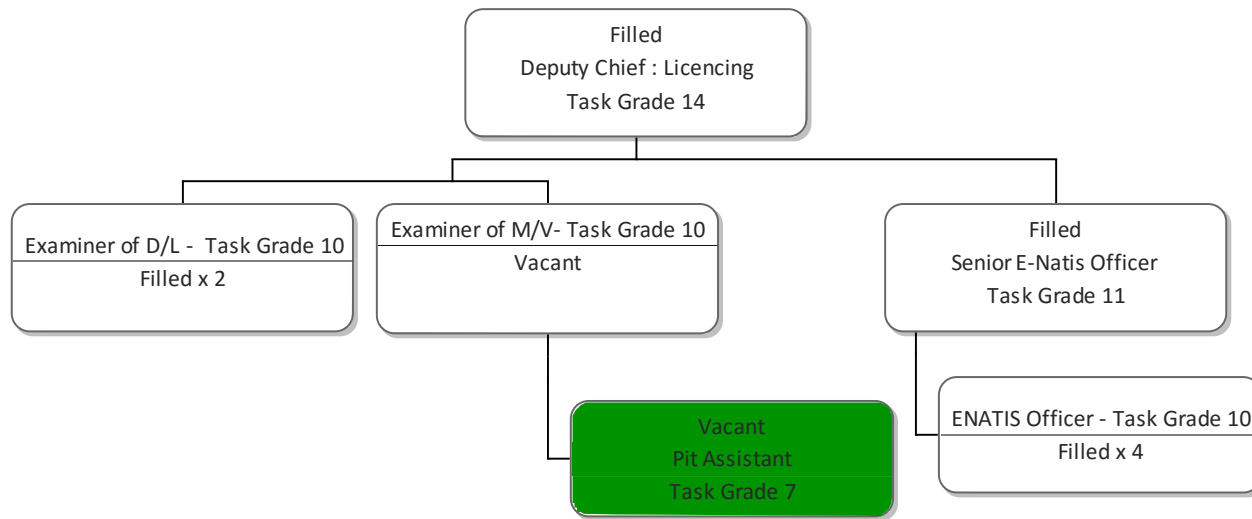 Filled
Deputy Chief : Licencing
Task Grade 14
Examiner of D/L - Task Grade 10
Filled x 2
Examiner of M/V- Task Grade 10
Vacant
Filled
Senior E-Natis Officer
Task Grade 11
Vacant
Pit Assistant
Task Grade 7
ENATIS Officer - Task Grade 10
Filled x 4